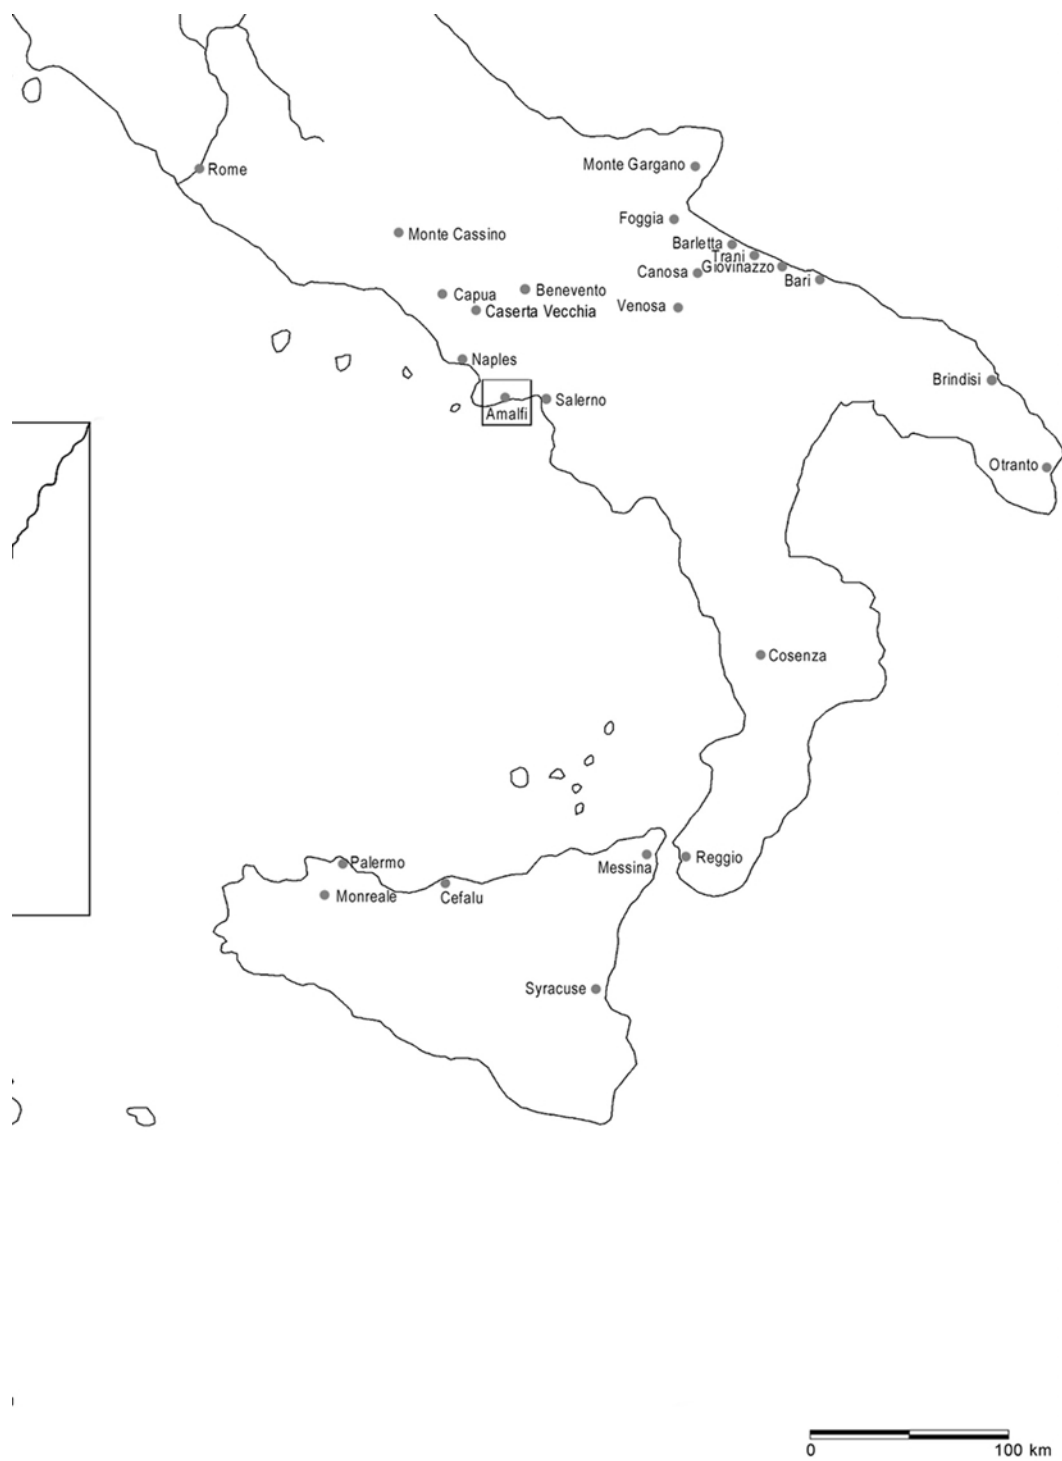 Monte Gargano
Rome
Foggia
Monte Cassino
Barletta
Trani
Giovinazzo
Canosa
Bari
Benevento
Capua
Venosa
Caserta Vecchia
Naples
Brindisi
Salerno
Amalfi
Otranto
Cosenza
Reggio
Palermo
Messina
Monreale
Cefalu
Syracuse
0
100 km